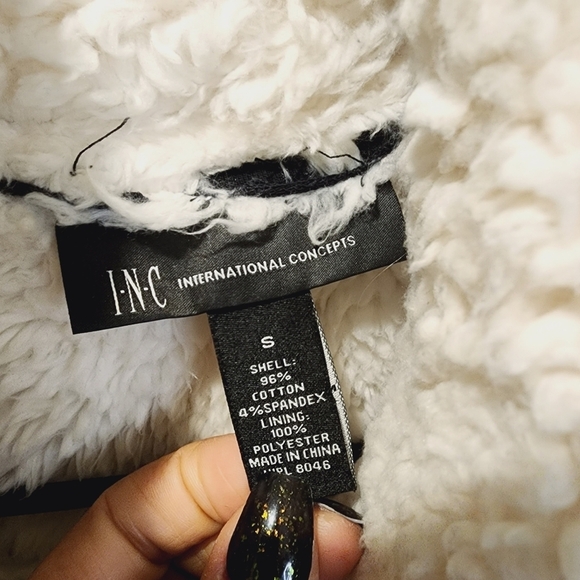 I·N·C INTERNATIONAL CONCEPTS
S
SHELL:
96%
COTTON
4%SPANDEX
LINING:
100%
POLYESTER
MADE IN CHINA
8046